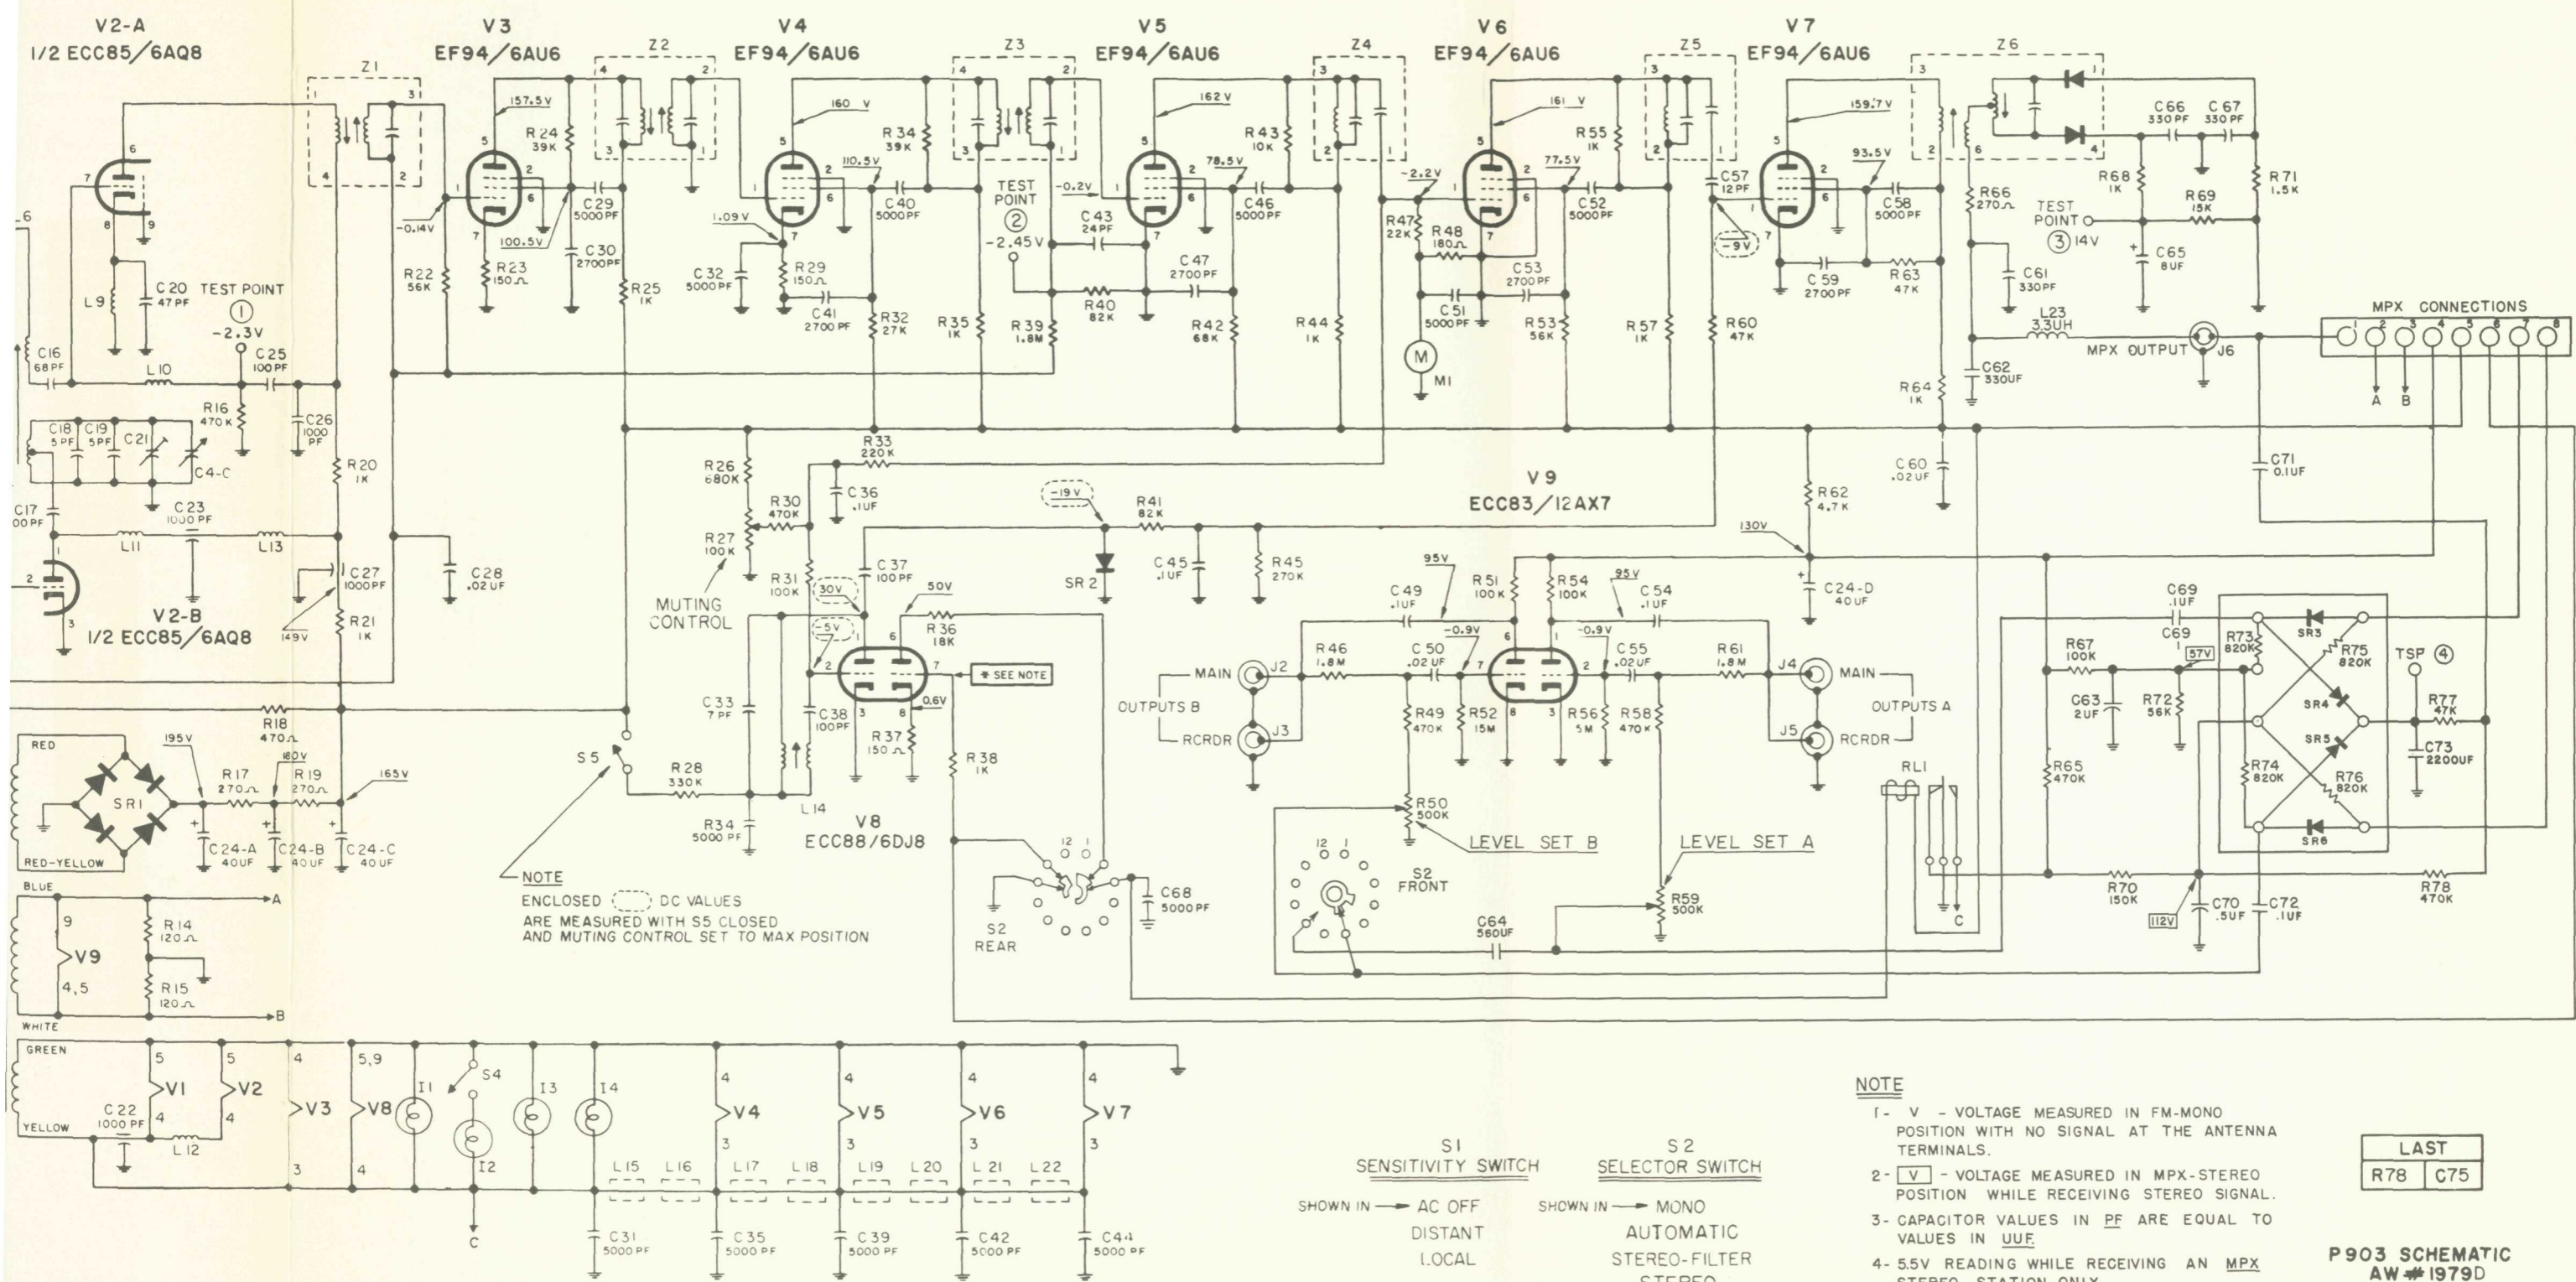 V2-A
1/2 ECC85/6AQ8
V3
EF94/6AU6
V4
EF94/6AU6
V5
EF94/6AU6
V6
EF94/6AU6
V7
EF94/6AU6
Z1
Z2
Z3
Z4
Z5
Z6
157.5V
160 V
162V
161 V
159.7V
R24
39K
R34
39K
R43
10K
R55
1K
C66
330PF
C67
330PF
110.5V
78.5V
77.5V
93.5V
-0.14V
100.5V
1.09V
-0.2V
-2.2V
-9V
C29
5000PF
C30
2700PF
C40
5000PF
C46
5000PF
C52
5000PF
C57
12PF
C58
5000PF
R68
1K
R69
15K
R71
1.5K
R66
270Ω
TEST
POINT
②
-2.45V
TEST
POINT
③ 14V
C65
8UF
C43
24PF
C47
2700PF
R47
22K
R48
180Ω
C53
2700PF
C51
5000PF
C59
2700PF
R63
47K
C61
330PF
R22
56K
R23
150Ω
R25
1K
C32
5000PF
R29
150Ω
C41
2700PF
R32
27K
R35
1K
R39
1.8M
R40
82K
R42
68K
R44
1K
R53
56K
R57
1K
R60
47K
M
M1
L9
C20
47PF
TEST POINT
①
-2.3V
C16
68PF
L10
C25
100PF
R16
470K
C26
1000
PF
C18
5PF
C19
5PF
C21
C4-C
R20
1K
C23
1000PF
L11
L13
C27
1000PF
C28
.02UF
149V
R21
1K
V2-B
1/2 ECC85/6AQ8
L23
3.3UH
MPX OUTPUT
J6
MPX CONNECTIONS
1 2 3 4 5 6 7 8
A B
C62
330UF
R64
1K
C60
.02UF
C71
0.1UF
R33
220K
R26
680K
R30
470K
C36
.1UF
R27
100K
R31
100K
MUTING
CONTROL
-19V
R41
82K
SR2
C45
.1UF
R45
270K
C37
100PF
30V
50V
-5V
R36
18K
* SEE NOTE
0.6V
C33
7PF
C38
100PF
R37
150Ω
R38
1K
S5
R28
330K
R34
5000PF
L14
V8
ECC88/6DJ8
V9
ECC83/12AX7
R62
4.7K
130V
95V
95V
C49
.1UF
R51
100K
R54
100K
C54
.1UF
C24-D
40UF
-0.9V
-0.9V
R46
1.8M
C50
.02UF
C55
.02UF
R61
1.8M
MAIN
J2
OUTPUTS B
RCRDR
J3
J4
MAIN
OUTPUTS A
J5
RCRDR
R49
470K
R52
15M
R56
5M
R58
470K
R50
500K
LEVEL SET B
LEVEL SET A
R59
500K
C64
560UF
S2
FRONT
S2
REAR
C68
5000PF
RL1
C
R67
100K
C63
2UF
R72
56K
57V
C69
.1UF
C69
R73
820K
SR3
R75
820K
SR4
SR5
R74
820K
R76
820K
SR6
TSP ④
R77
47K
C73
2200UF
R65
470K
R70
150K
112V
C70
.5UF
C72
.1UF
R78
470K
R18
470Ω
RED
RED-YELLOW
SR1
195V
R17
270Ω
180V
R19
270Ω
165V
C24-A
40UF
C24-B
40UF
C24-C
40UF
BLUE
WHITE
9
V9
4,5
R14
120Ω
R15
120Ω
A
B
NOTE
ENCLOSED DC VALUES
ARE MEASURED WITH S5 CLOSED
AND MUTING CONTROL SET TO MAX POSITION
GREEN
YELLOW
C22
1000PF
L12
V1
V2
V3
V8
I1
S4
I2
I3
I4
V4
V5
V6
V7
C
L15
L16
L17
L18
L19
L20
L21
L22
C31
5000PF
C35
5000PF
C39
5000PF
C42
5000PF
C44
5000PF
S1
SENSITIVITY SWITCH
SHOWN IN → AC OFF
DISTANT
LOCAL
S2
SELECTOR SWITCH
SHOWN IN → MONO
AUTOMATIC
STEREO-FILTER
STEREO
NOTE
1- V - VOLTAGE MEASURED IN FM-MONO
POSITION WITH NO SIGNAL AT THE ANTENNA
TERMINALS.
2- V - VOLTAGE MEASURED IN MPX-STEREO
POSITION WHILE RECEIVING STEREO SIGNAL.
3- CAPACITOR VALUES IN PF ARE EQUAL TO
VALUES IN UUF.
4- 5.5V READING WHILE RECEIVING AN MPX
STEREO STATION ONLY
LAST
R78 C75
P903 SCHEMATIC
AW#1979D